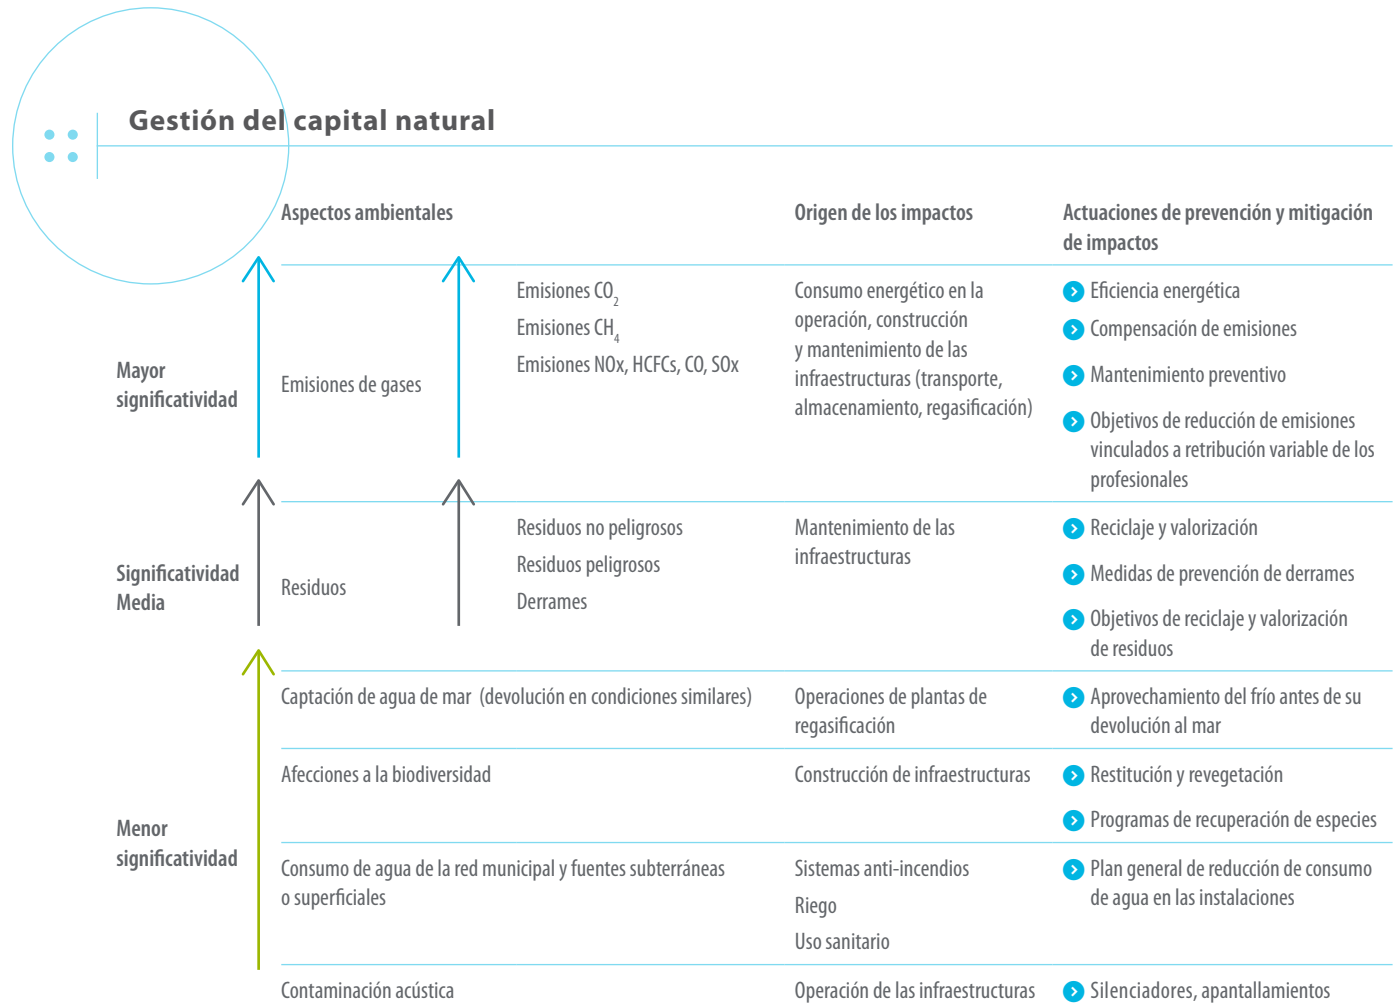 Gestión del capital natural
Aspectos ambientales
Origen de los impactos
Actuaciones de prevención y mitigación
de impactos
Mayor
significatividad
Emisiones de gases
Emisiones CO₂
Emisiones CH₄
Emisiones NOx, HCFCs, CO, SOx
Consumo energético en la
operación, construcción
y mantenimiento de las
infraestructuras (transporte,
almacenamiento, regasificación)
Eficiencia energética
Compensación de emisiones
Mantenimiento preventivo
Objetivos de reducción de emisiones
vinculados a retribución variable de los
profesionales
Significatividad
Media
Residuos
Residuos no peligrosos
Residuos peligrosos
Derrames
Mantenimiento de las
infraestructuras
Reciclaje y valorización
Medidas de prevención de derrames
Objetivos de reciclaje y valorización
de residuos
Menor
significatividad
Captación de agua de mar (devolución en condiciones similares)
Operaciones de plantas de
regasificación
Aprovechamiento del frío antes de su
devolución al mar
Afecciones a la biodiversidad
Construcción de infraestructuras
Restitución y revegetación
Programas de recuperación de especies
Consumo de agua de la red municipal y fuentes subterráneas
o superficiales
Sistemas anti-incendios
Riego
Uso sanitario
Plan general de reducción de consumo
de agua en las instalaciones
Contaminación acústica
Operación de las infraestructuras
Silenciadores, apantallamientos